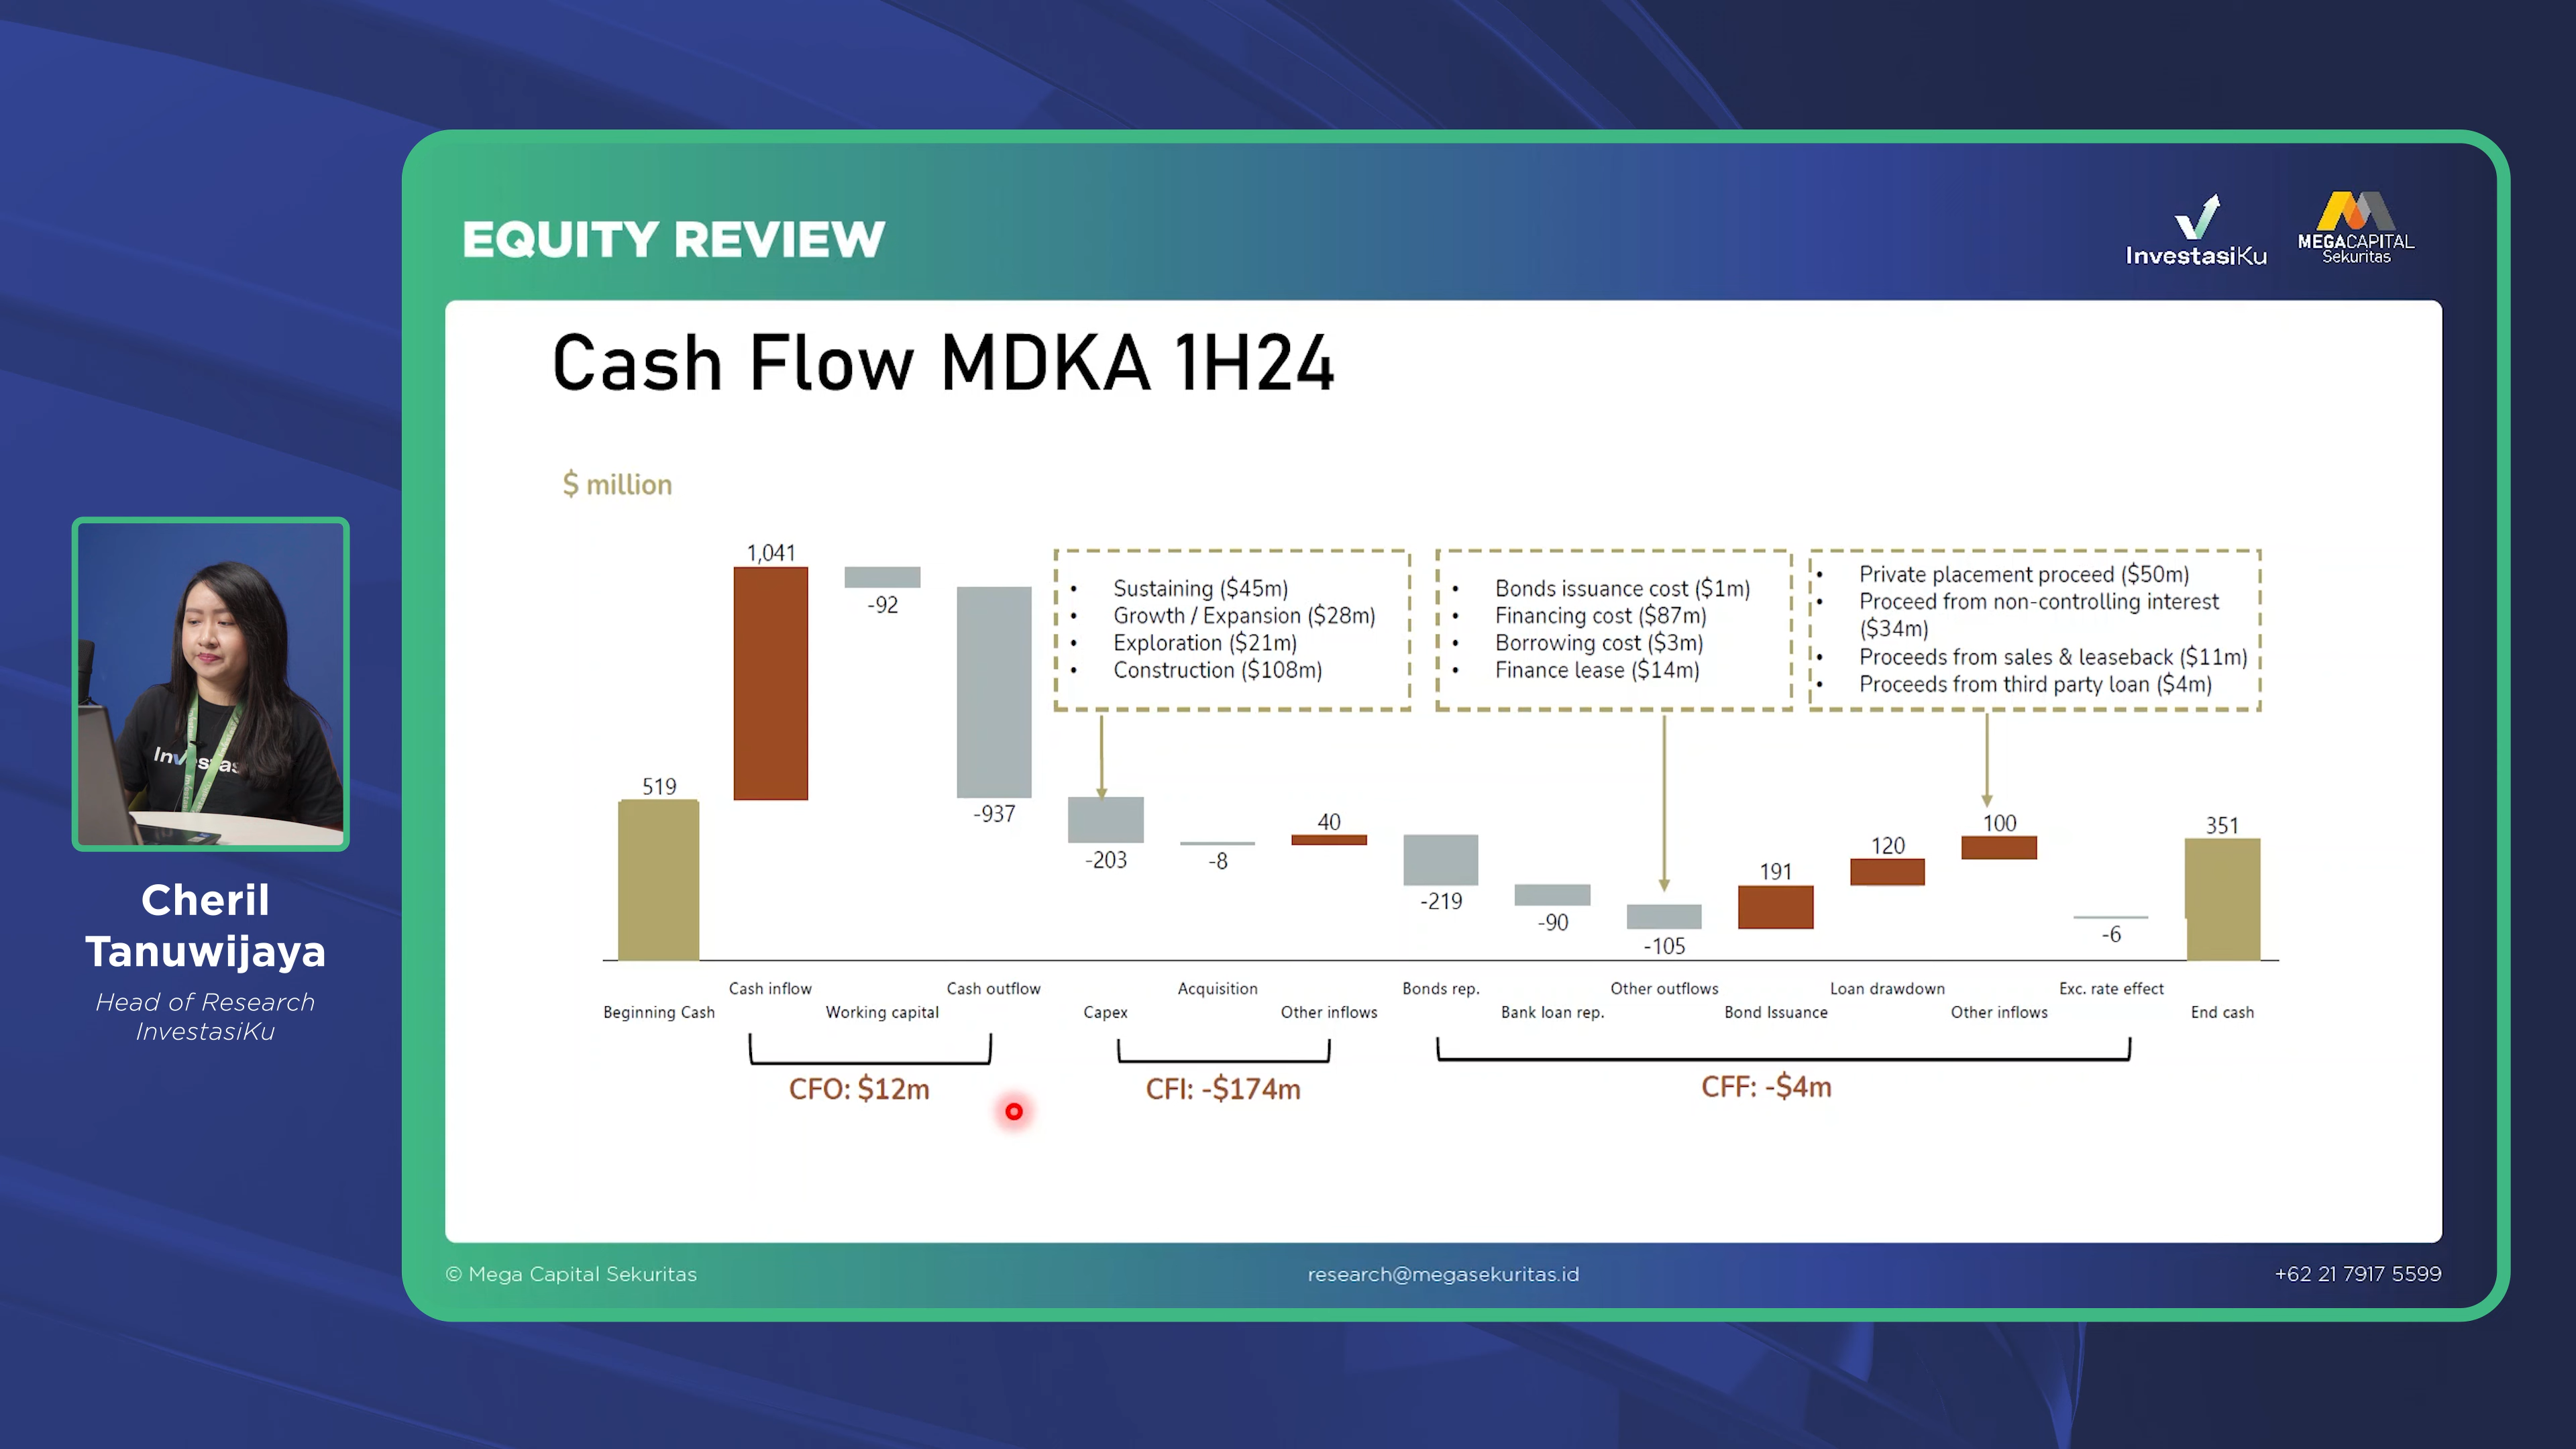 EQUITY REVIEW
InvestasiKu
MEGACAPITAL
Sekuritas
Cash Flow MDKA 1H24
$ million
519
1,041
-92
-937
-203
-8
40
-219
-90
-105
191
120
100
-6
351
• Sustaining ($45m)
• Growth / Expansion ($28m)
• Exploration ($21m)
• Construction ($108m)
• Bonds issuance cost ($1m)
• Financing cost ($87m)
• Borrowing cost ($3m)
• Finance lease ($14m)
• Private placement proceed ($50m)
• Proceed from non-controlling interest
($34m)
• Proceeds from sales & leaseback ($11m)
• Proceeds from third party loan ($4m)
Beginning Cash
Cash inflow
Working capital
Cash outflow
Capex
Acquisition
Other inflows
Bonds rep.
Bank loan rep.
Other outflows
Bond Issuance
Loan drawdown
Other inflows
Exc. rate effect
End cash
CFO: $12m
CFI: -$174m
CFF: -$4m
Cheril
Tanuwijaya
Head of Research
InvestasiKu
© Mega Capital Sekuritas
research@megasekuritas.id
+62 21 7917 5599